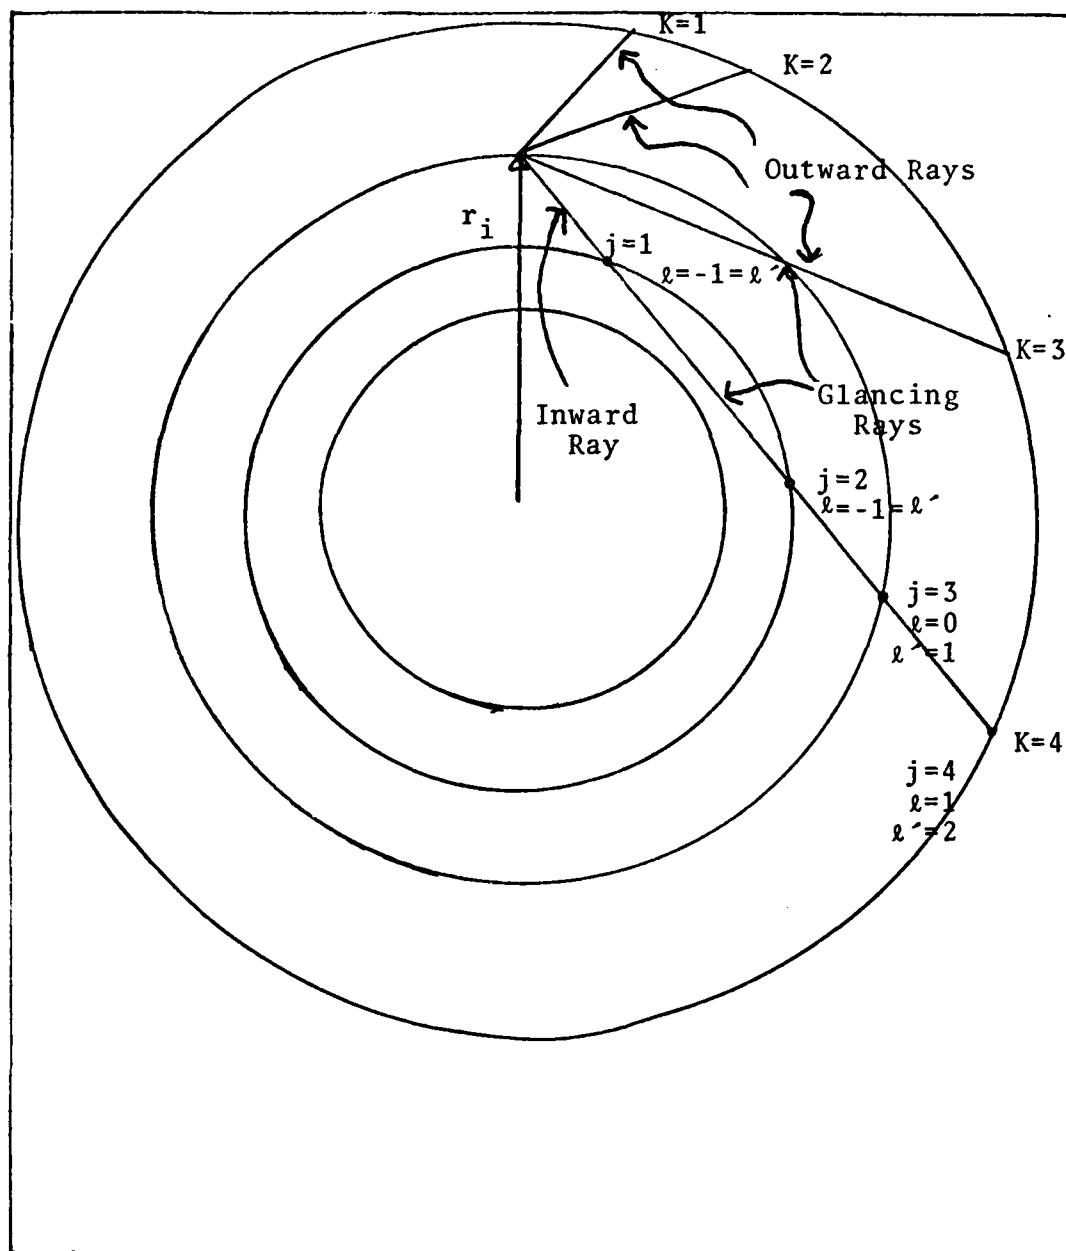 K=1
K=2
Outward Rays
r_i
j=1
ℓ=-1=ℓ´
K=3
Glancing
Rays
Inward
Ray
j=2
ℓ=-1=ℓ´
j=3
ℓ=0
ℓ´=1
K=4
j=4
ℓ=1
ℓ´=2